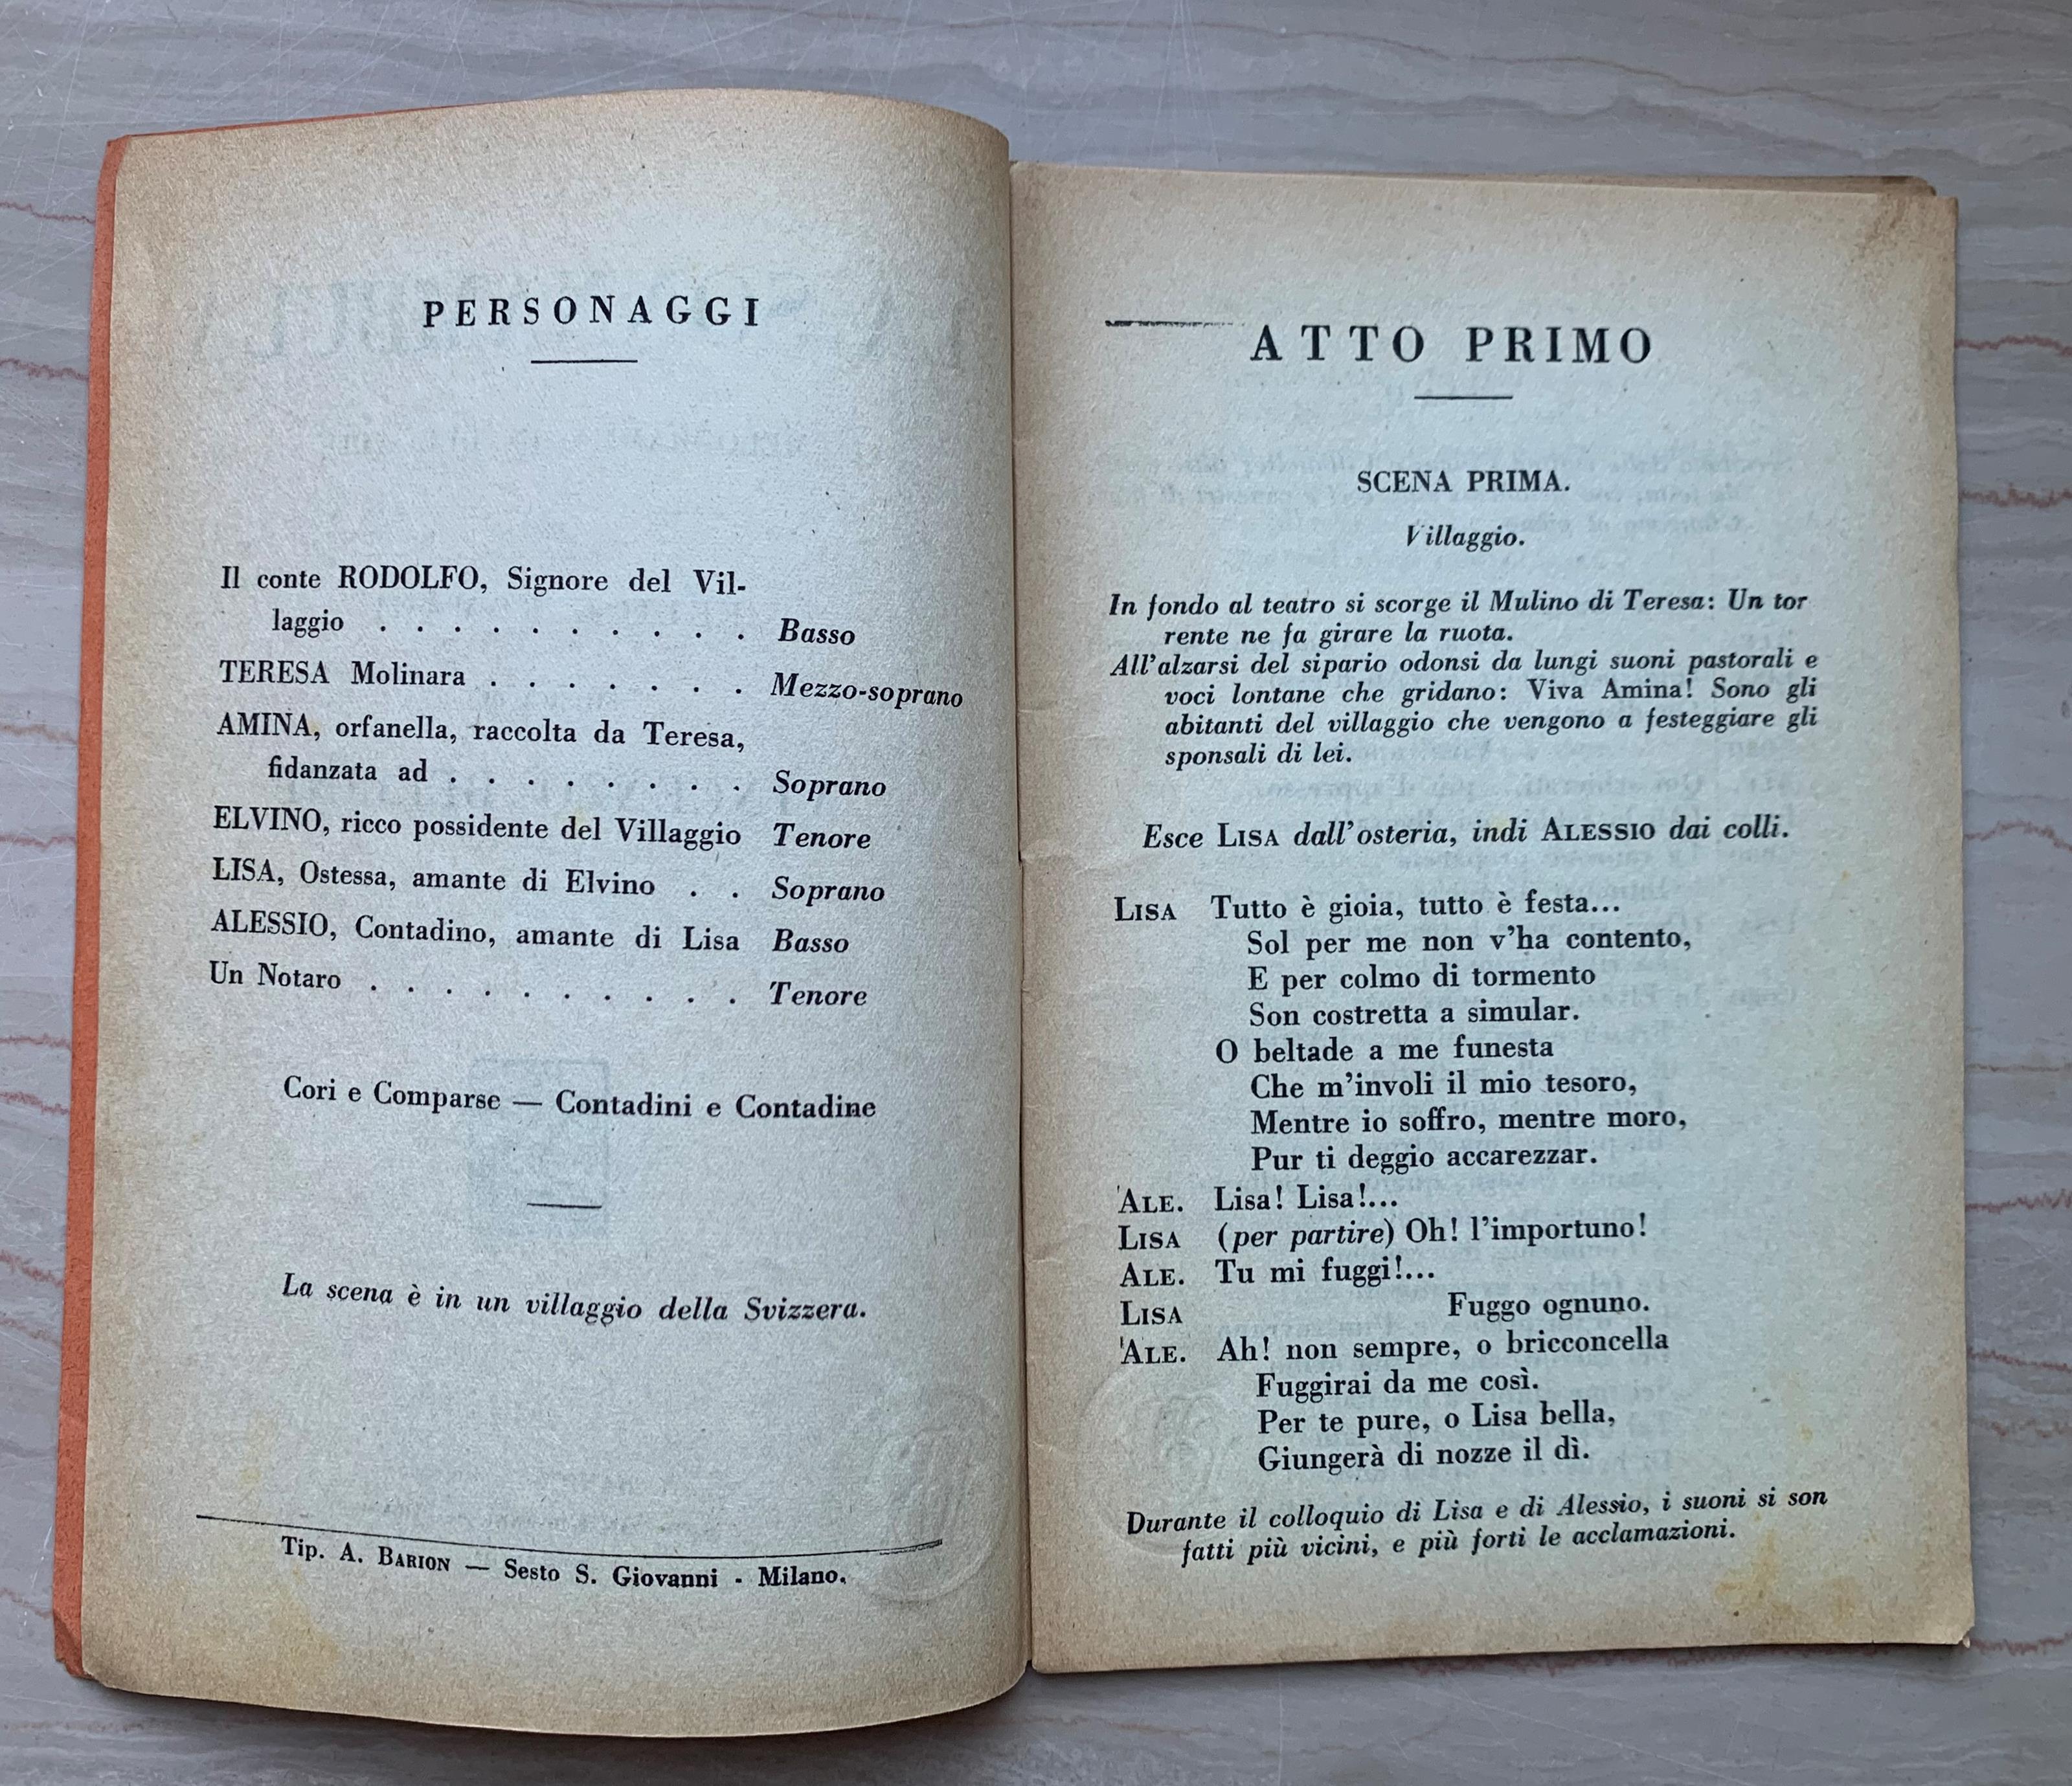 PERSONAGGI
Il conte RODOLFO, Signore del Vil-
laggio . . . . . . . . . . Basso
TERESA Molinara . . . . . . . Mezzo-soprano
AMINA, orfanella, raccolta da Teresa,
fidanzata ad . . . . . . . . Soprano
ELVINO, ricco possidente del Villaggio Tenore
LISA, Ostessa, amante di Elvino . . Soprano
ALESSIO, Contadino, amante di Lisa Basso
Un Notaro . . . . . . . . . . Tenore
Cori e Comparse — Contadini e Contadine
La scena è in un villaggio della Svizzera.
Tip. A. BARION — Sesto S. Giovanni - Milano.
ATTO PRIMO
SCENA PRIMA.
Villaggio.
In fondo al teatro si scorge il Mulino di Teresa: Un tor
rente ne fa girare la ruota.
All'alzarsi del sipario odonsi da lungi suoni pastorali e
voci lontane che gridano: Viva Amina! Sono gli
abitanti del villaggio che vengono a festeggiare gli
sponsali di lei.
Esce LISA dall'osteria, indi ALESSIO dai colli.
LISA Tutto è gioia, tutto è festa...
Sol per me non v'ha contento,
E per colmo di tormento
Son costretta a simular.
O beltade a me funesta
Che m'involi il mio tesoro,
Mentre io soffro, mentre moro,
Pur ti deggio accarezzar.
ALE. Lisa! Lisa!...
LISA (per partire) Oh! l'importuno!
ALE. Tu mi fuggi!...
LISA Fuggo ognuno.
ALE. Ah! non sempre, o bricconcella
Fuggirai da me così.
Per te pure, o Lisa bella,
Giungerà di nozze il dì.
Durante il colloquio di Lisa e di Alessio, i suoni si son
fatti più vicini, e più forti le acclamazioni.